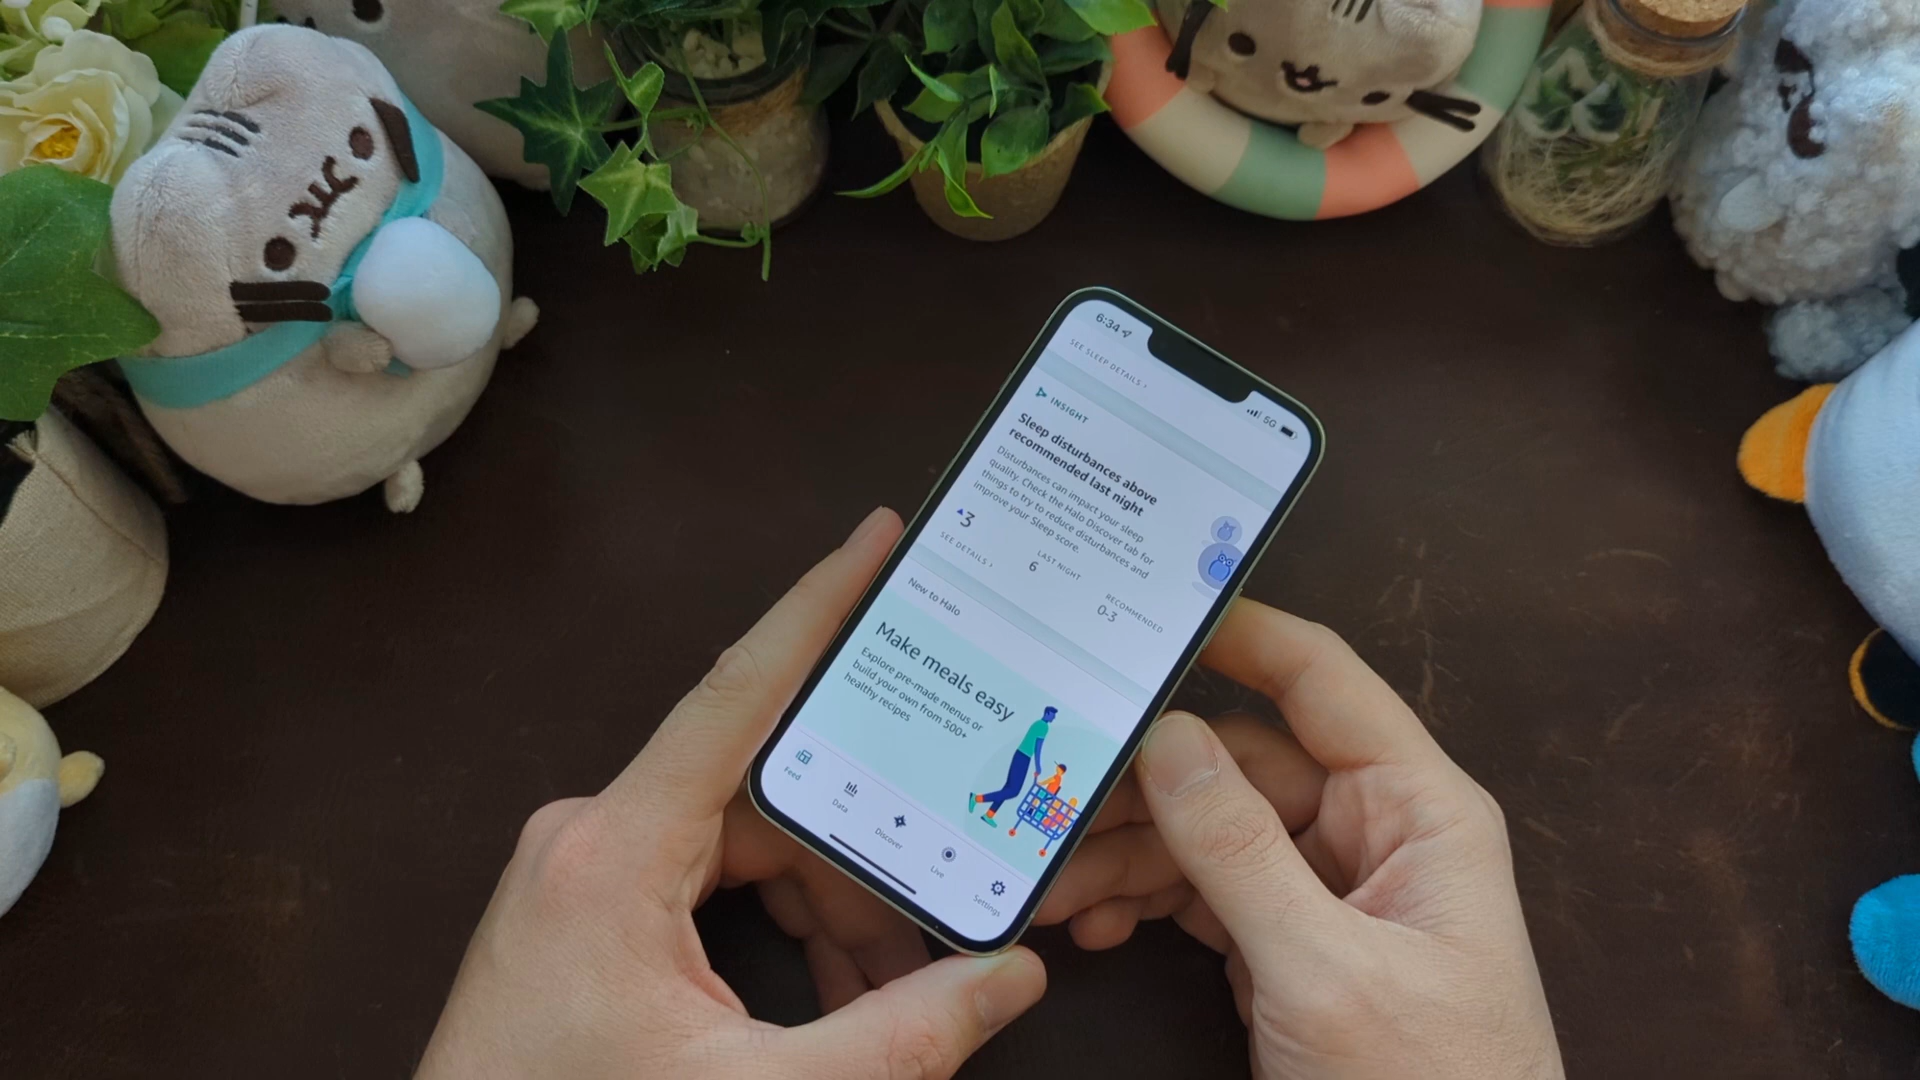 6:34
5G
SEE SLEEP DETAILS ›
INSIGHT
Sleep disturbances above
recommended last night
Disturbances can impact your sleep
quality. Check the Halo Discover tab for
things to try to reduce disturbances and
improve your Sleep score.
3
SEE DETAILS ›
LAST NIGHT
6
RECOMMENDED
0-3
New to Halo
Make meals easy
Explore pre-made menus or
build your own from 500+
healthy recipes
Feed
Data
Discover
Live
Settings